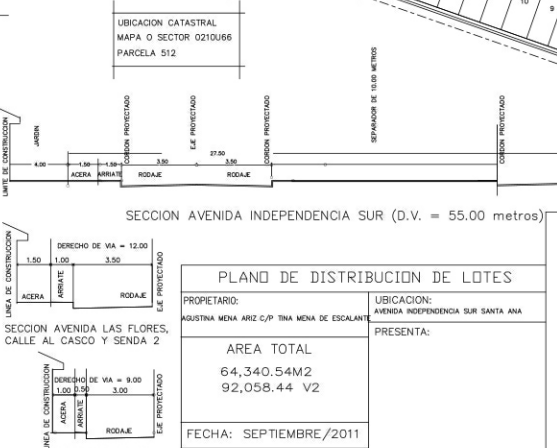 10
9
UBICACION CATASTRAL
MAPA O SECTOR 0210U66
PARCELA 512
LIMITE DE CONSTRUCCION
JARDIN
CORDON PROYECTADO
EJE PROYECTADO
CORDON PROYECTADO
SEPARADOR DE 10.00 METROS
CORDON PROYECTADO
27.50
4.00 1.50 1.50 3.50 3.50
ACERA ARRIATE RODAJE RODAJE
SECCION AVENIDA INDEPENDENCIA SUR (D.V. = 55.00 metros)
LINEA DE CONSTRUCCION
DERECHO DE VIA = 12.00
1.50 1.00 3.50
ACERA ARRIATE RODAJE
EJE PROYECTADO
SECCION AVENIDA LAS FLORES,
CALLE AL CASCO Y SENDA 2
LINEA DE CONSTRUCCION
DERECHO DE VIA = 9.00
1.00 0.50 3.00
ACERA ARRIATE RODAJE
EJE PROYECTADO
PLANO DE DISTRIBUCION DE LOTES
PROPIETARIO:
AGUSTINA MENA ARIZ C/P TINA MENA DE ESCALANTE
UBICACION:
AVENIDA INDEPENDENCIA SUR SANTA ANA
PRESENTA:
AREA TOTAL
64,340.54M2
92,058.44 V2
FECHA: SEPTIEMBRE/2011